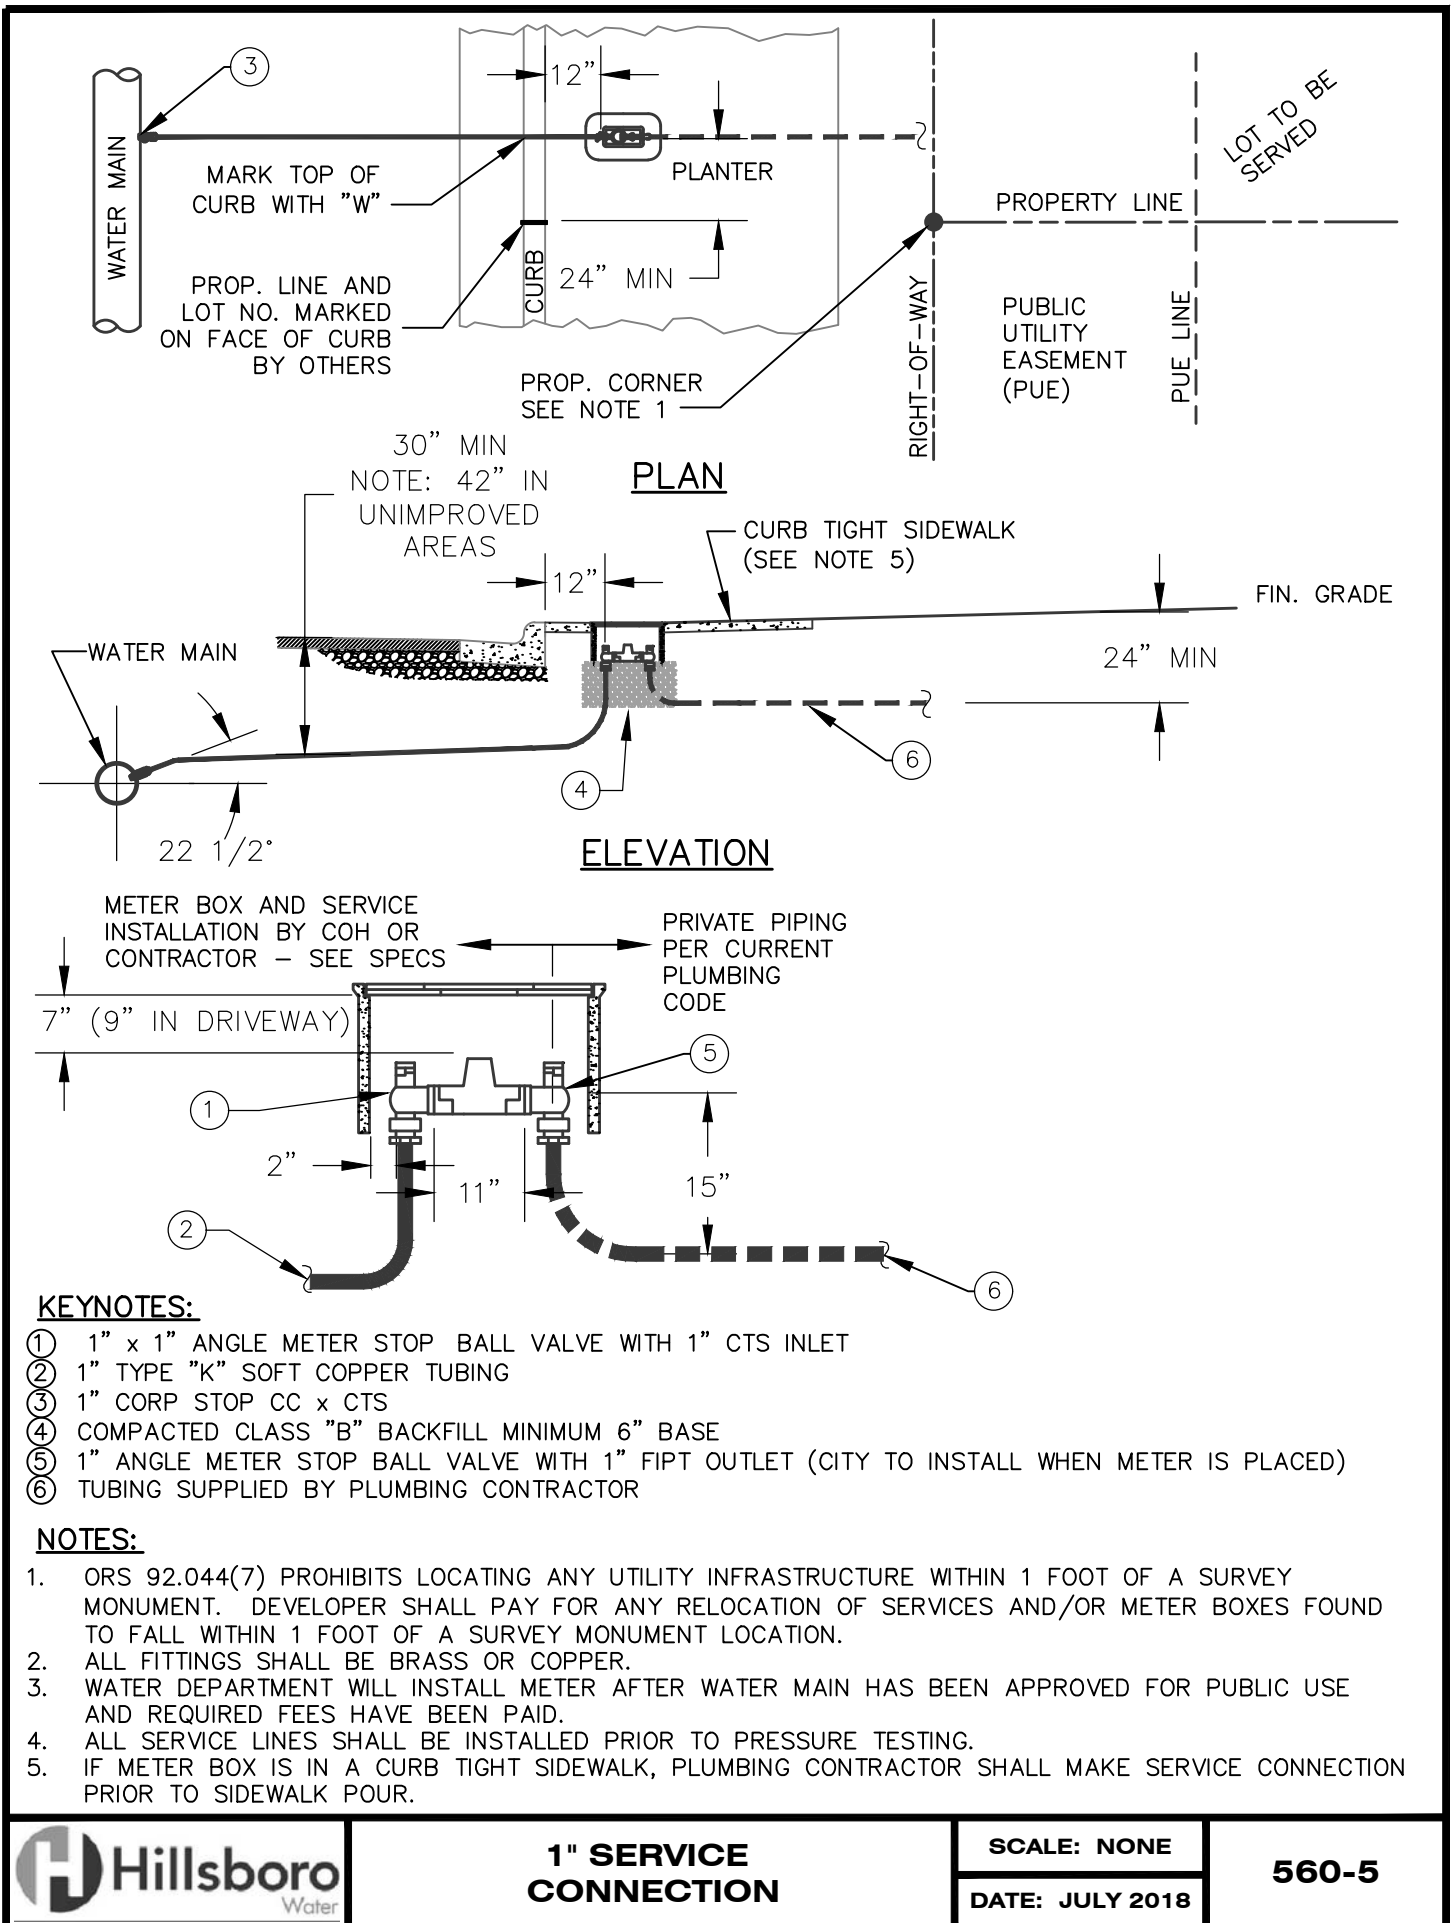 3
12"
WATER MAIN
MARK TOP OF
CURB WITH "W"
PLANTER
LOT TO BE
SERVED
PROPERTY LINE
CURB
24" MIN
PROP. LINE AND
LOT NO. MARKED
ON FACE OF CURB
BY OTHERS
PROP. CORNER
SEE NOTE 1
RIGHT-OF-WAY
PUBLIC
UTILITY
EASEMENT
(PUE)
PUE LINE
PLAN
30" MIN
NOTE: 42" IN
UNIMPROVED
AREAS
12"
CURB TIGHT SIDEWALK
(SEE NOTE 5)
FIN. GRADE
WATER MAIN
24" MIN
6
4
22 1/2°
ELEVATION
METER BOX AND SERVICE
INSTALLATION BY COH OR
CONTRACTOR – SEE SPECS
PRIVATE PIPING
PER CURRENT
PLUMBING
CODE
7" (9" IN DRIVEWAY)
5
1
2"
11"
15"
2
6
KEYNOTES:
1 1" x 1" ANGLE METER STOP BALL VALVE WITH 1" CTS INLET
2 1" TYPE "K" SOFT COPPER TUBING
3 1" CORP STOP CC x CTS
4 COMPACTED CLASS "B" BACKFILL MINIMUM 6" BASE
5 1" ANGLE METER STOP BALL VALVE WITH 1" FIPT OUTLET (CITY TO INSTALL WHEN METER IS PLACED)
6 TUBING SUPPLIED BY PLUMBING CONTRACTOR
NOTES:
1. ORS 92.044(7) PROHIBITS LOCATING ANY UTILITY INFRASTRUCTURE WITHIN 1 FOOT OF A SURVEY
MONUMENT. DEVELOPER SHALL PAY FOR ANY RELOCATION OF SERVICES AND/OR METER BOXES FOUND
TO FALL WITHIN 1 FOOT OF A SURVEY MONUMENT LOCATION.
2. ALL FITTINGS SHALL BE BRASS OR COPPER.
3. WATER DEPARTMENT WILL INSTALL METER AFTER WATER MAIN HAS BEEN APPROVED FOR PUBLIC USE
AND REQUIRED FEES HAVE BEEN PAID.
4. ALL SERVICE LINES SHALL BE INSTALLED PRIOR TO PRESSURE TESTING.
5. IF METER BOX IS IN A CURB TIGHT SIDEWALK, PLUMBING CONTRACTOR SHALL MAKE SERVICE CONNECTION
PRIOR TO SIDEWALK POUR.
Hillsboro
Water
1" SERVICE
CONNECTION
SCALE: NONE
DATE: JULY 2018
560-5